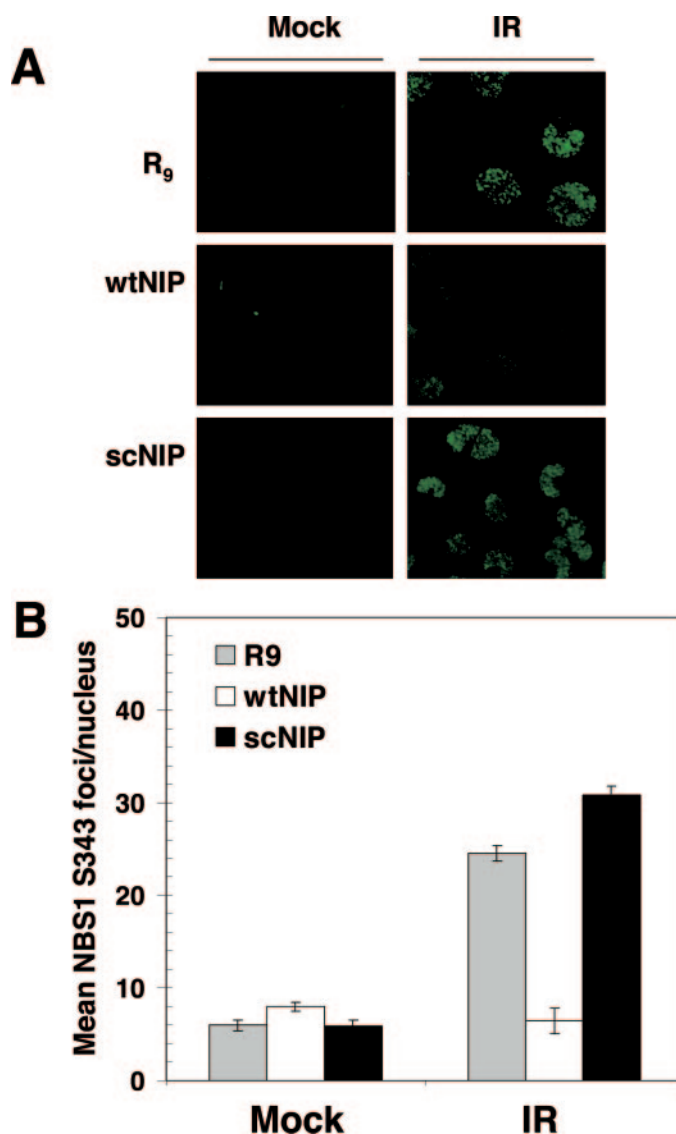 Mock IR
A
R₉
wtNIP
scNIP
B
Mean NBS1 S343 foci/nucleus
50
40
30
20
10
0
R9
wtNIP
scNIP
Mock IR